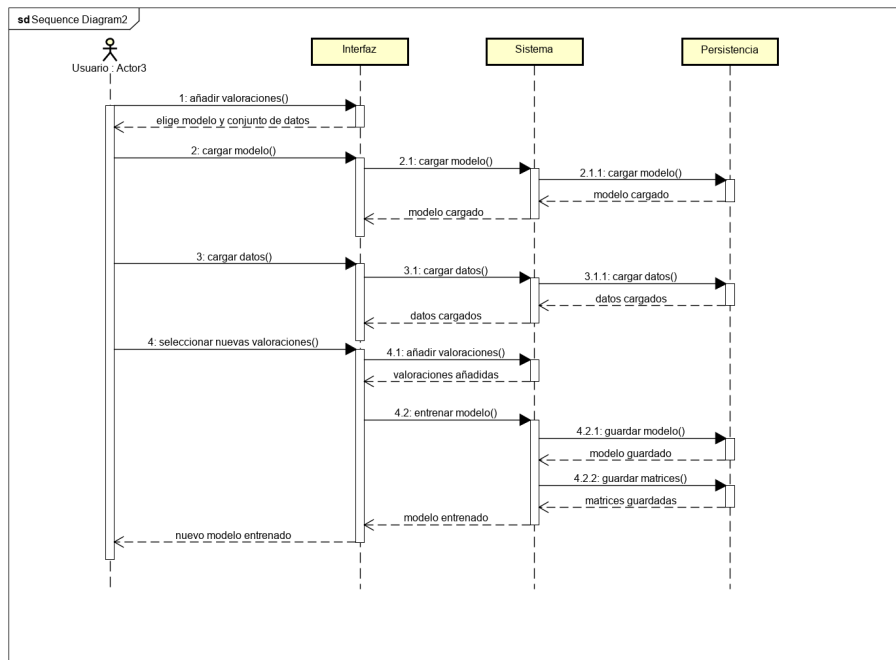 sd Sequence Diagram2
Usuario : Actor3
Interfaz
Sistema
Persistencia
1: añadir valoraciones()
elige modelo y conjunto de datos
2: cargar modelo()
2.1: cargar modelo()
2.1.1: cargar modelo()
modelo cargado
modelo cargado
3: cargar datos()
3.1: cargar datos()
3.1.1: cargar datos()
datos cargados
datos cargados
4: seleccionar nuevas valoraciones()
4.1: añadir valoraciones()
valoraciones añadidas
4.2: entrenar modelo()
4.2.1: guardar modelo()
modelo guardado
4.2.2: guardar matrices()
matrices guardadas
modelo entrenado
nuevo modelo entrenado